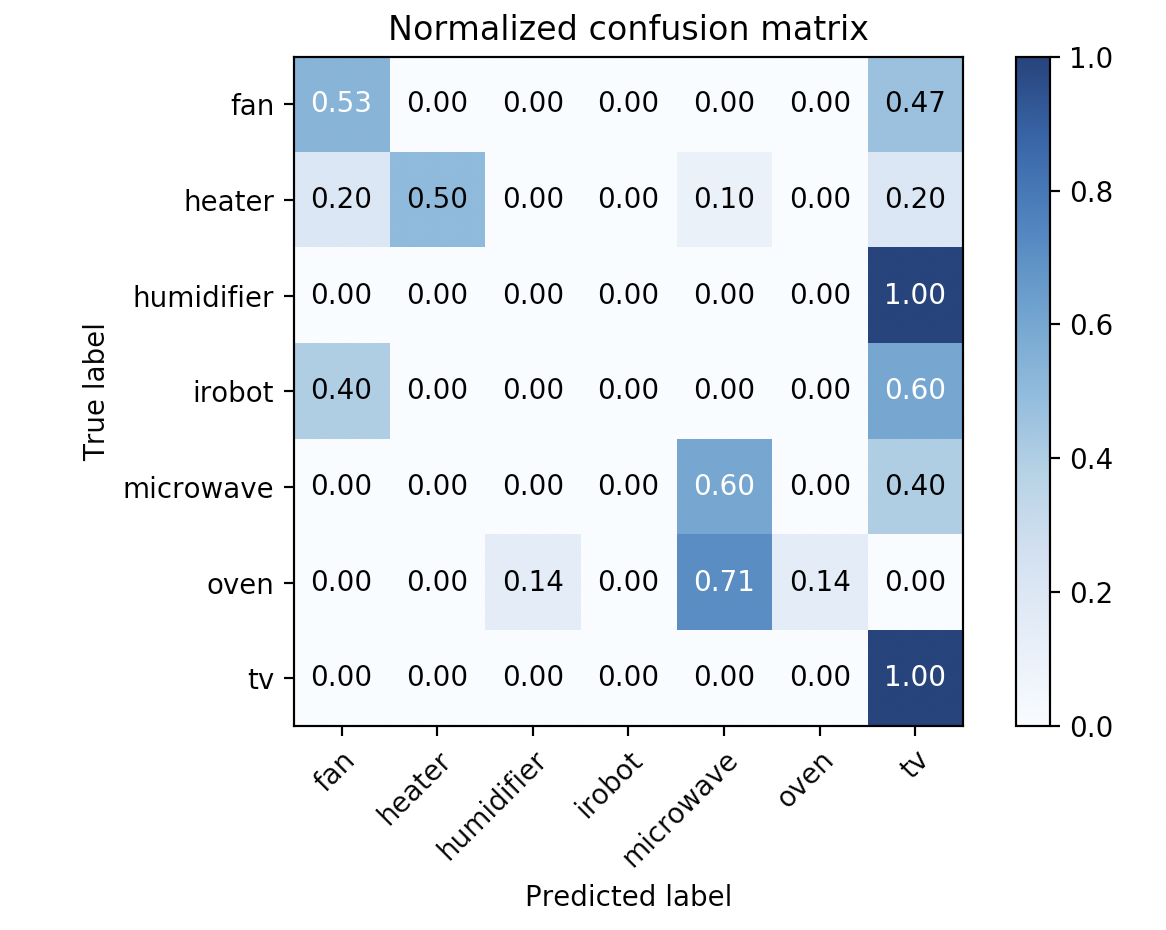 Normalized confusion matrix
fan 0.53 0.00 0.00 0.00 0.00 0.00 0.47
heater 0.20 0.50 0.00 0.00 0.10 0.00 0.20
humidifier 0.00 0.00 0.00 0.00 0.00 0.00 1.00
irobot 0.40 0.00 0.00 0.00 0.00 0.00 0.60
microwave 0.00 0.00 0.00 0.00 0.60 0.00 0.40
oven 0.00 0.00 0.14 0.00 0.71 0.14 0.00
tv 0.00 0.00 0.00 0.00 0.00 0.00 1.00
True label
fan heater humidifier irobot microwave oven tv
Predicted label
1.0
0.8
0.6
0.4
0.2
0.0